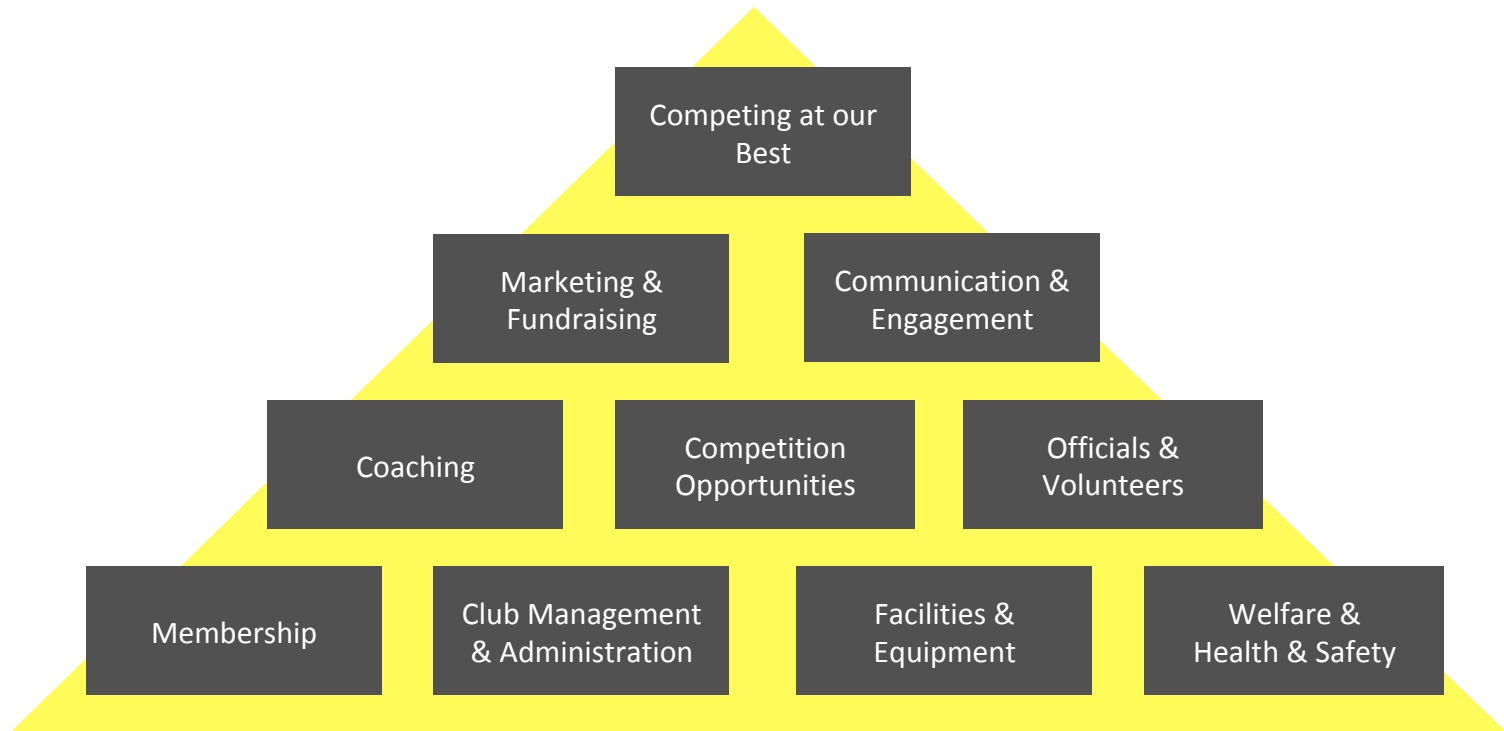 Competing at our
Best
Marketing &
Fundraising
Communication &
Engagement
Coaching
Competition
Opportunities
Officials &
Volunteers
Membership
Club Management
& Administration
Facilities &
Equipment
Welfare &
Health & Safety